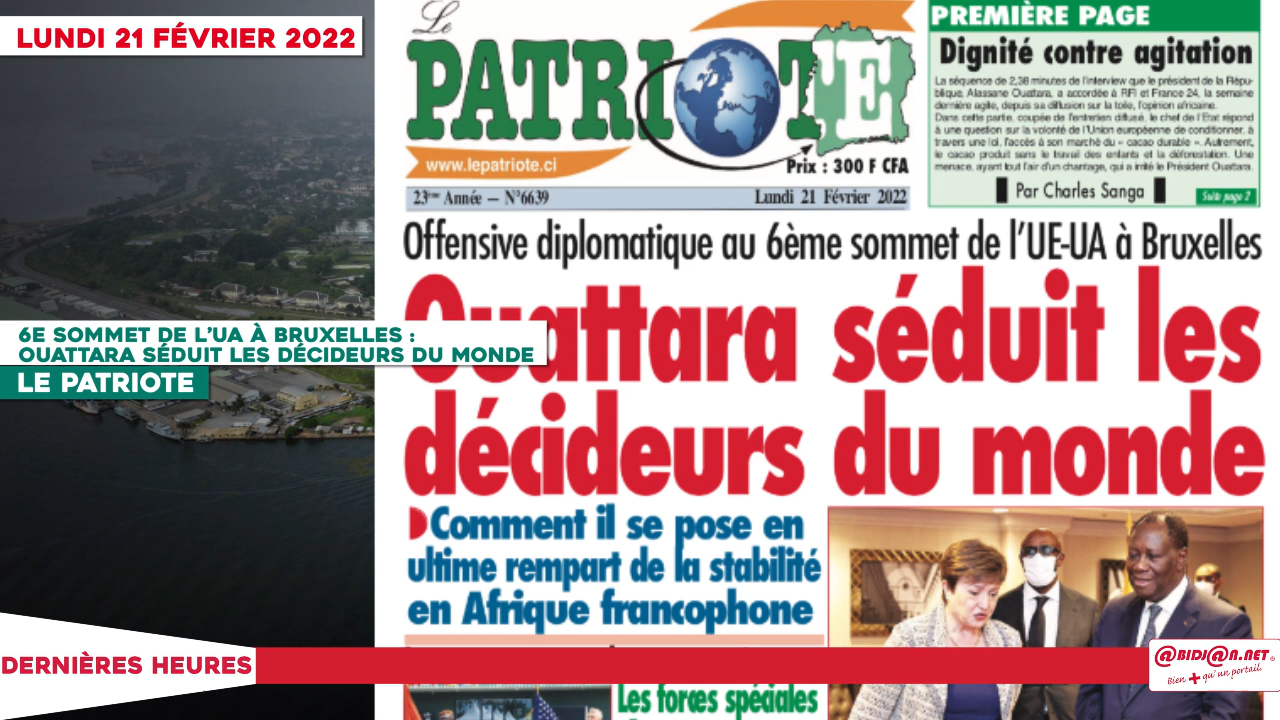 LUNDI 21 FÉVRIER 2022
Le
PATRIOTE
www.lepatriote.ci
Prix : 300 F CFA
23ème Année — N°6639
Lundi 21 Février 2022
PREMIÈRE PAGE
Dignité contre agitation
La séquence de 2,38 minutes de l'interview que le président de la Répu-
blique, Alassane Ouattara, a accordée à RFI et France 24, la semaine
dernière agite, depuis sa diffusion sur la toile, l'opinion africaine.
Dans cette partie, coupée de l'entretien diffusé, le chef de l'Etat répond
à une question sur la volonté de l'Union européenne de conditionner, à
travers une loi, l'accès à son marché du « cacao durable ». Autrement,
le cacao produit sans le travail des enfants et la déforestation. Une
menace, ayant tout l'air d'un chantage, qui a irrité le Président Ouattara.
Par Charles Sanga
Suite page 2
Offensive diplomatique au 6ème sommet de l'UE-UA à Bruxelles
Ouattara séduit les
décideurs du monde
6E SOMMET DE L'UA À BRUXELLES :
OUATTARA SÉDUIT LES DÉCIDEURS DU MONDE
LE PATRIOTE
Comment il se pose en
ultime rempart de la stabilité
en Afrique francophone
DERNIÈRES HEURES
@BIDJ@N.NET
Bien + qu'un portail
Les forces spéciales